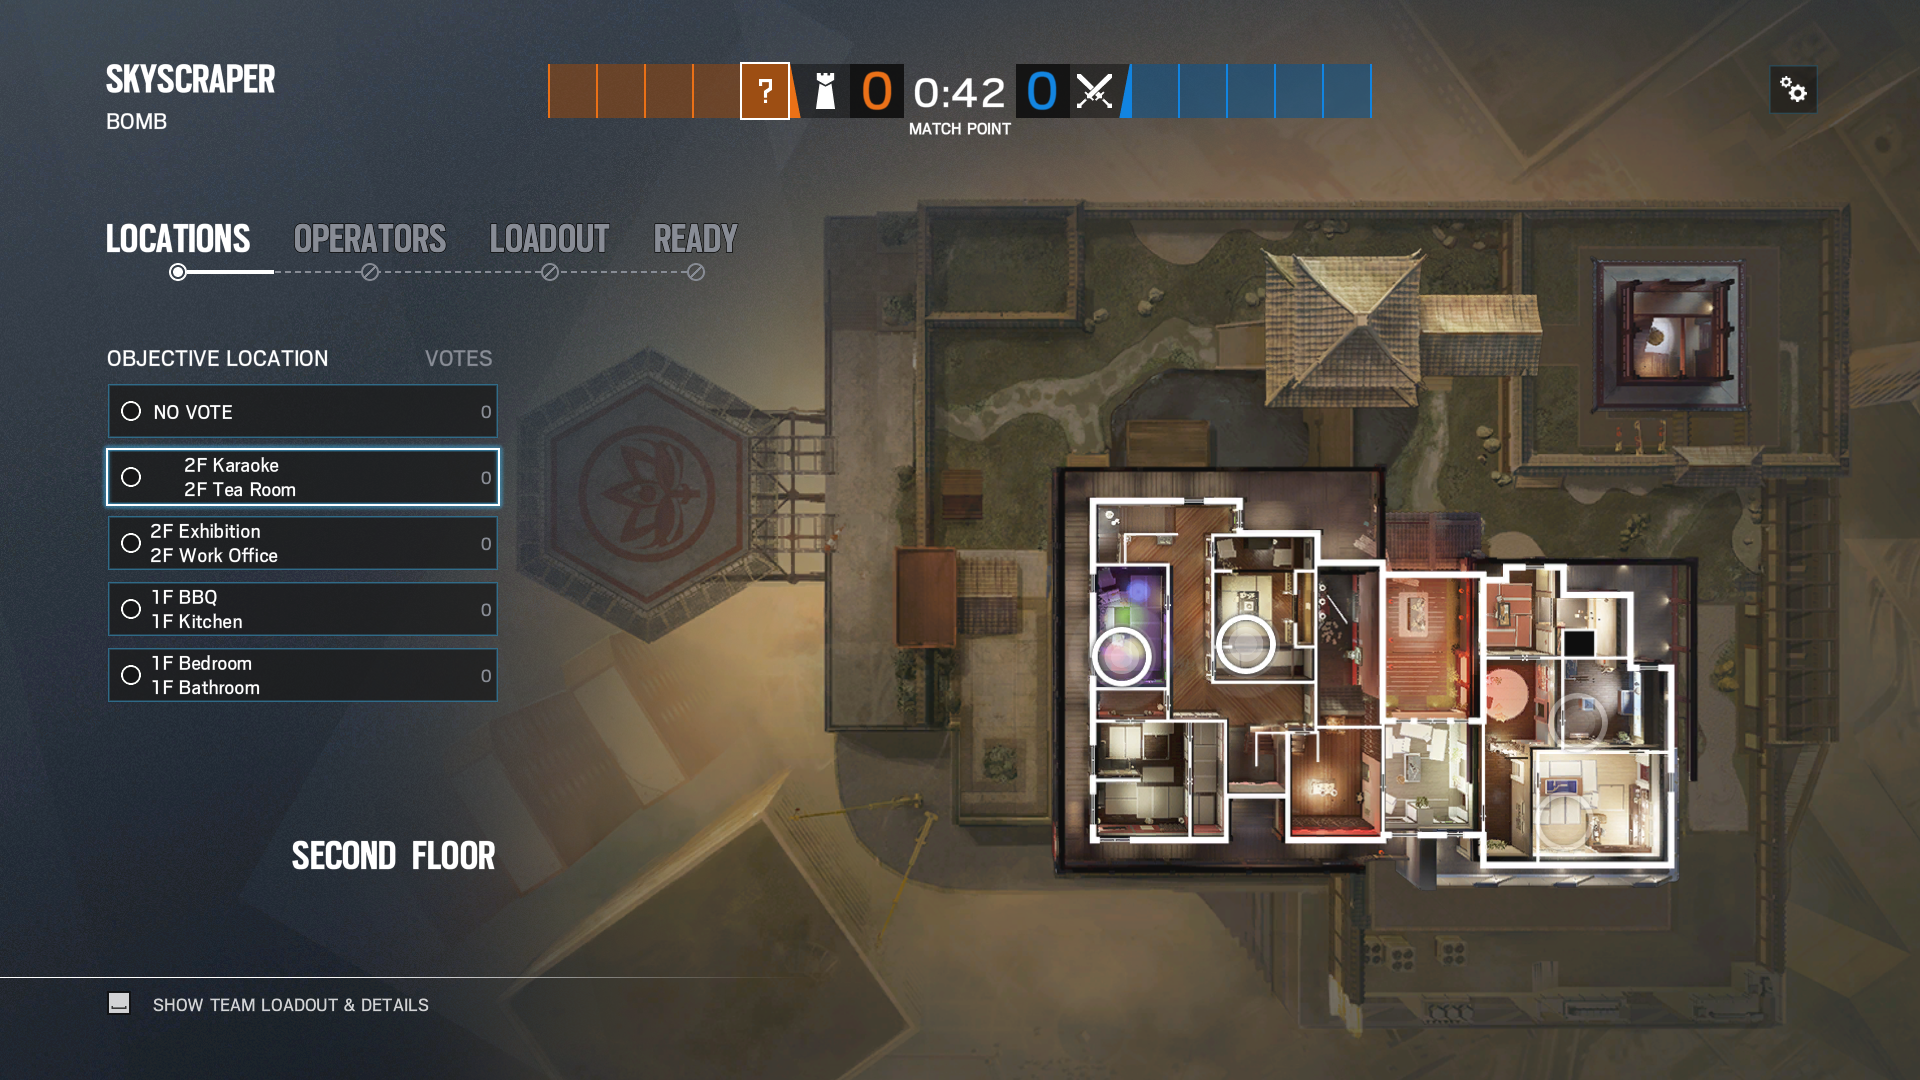 SKYSCRAPER
BOMB
?
0
0:42
0
MATCH POINT
LOCATIONS
OPERATORS
LOADOUT
READY
OBJECTIVE LOCATION
VOTES
NO VOTE
0
2F Karaoke
2F Tea Room
0
2F Exhibition
2F Work Office
0
1F BBQ
1F Kitchen
0
1F Bedroom
1F Bathroom
0
SECOND FLOOR
SHOW TEAM LOADOUT & DETAILS